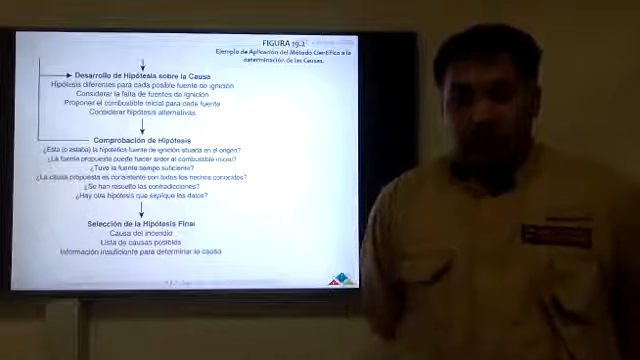 FIGURA 19.2
Ejemplo de Aplicación del Método Científico a la
determinación de las Causas.
Desarrollo de Hipótesis sobre la Causa
Hipótesis diferentes para cada posible fuente de ignición
Considerar la falta de fuentes de ignición
Proponer el combustible inicial para cada fuente
Considerar hipótesis alternativas
Comprobación de Hipótesis
¿Está (o estaba) la hipotética fuente de ignición situada en el origen?
¿La fuente propuesta puede hacer arder al combustible inicial?
¿Tuvo la fuente tiempo suficiente?
¿La causa propuesta es consistente con todos los hechos conocidos?
¿Se han resuelto las contradicciones?
¿Hay otra hipótesis que explique los datos?
Selección de la Hipótesis Final
Causa del incendio
Lista de causas posibles
Información insuficiente para determinar la causa